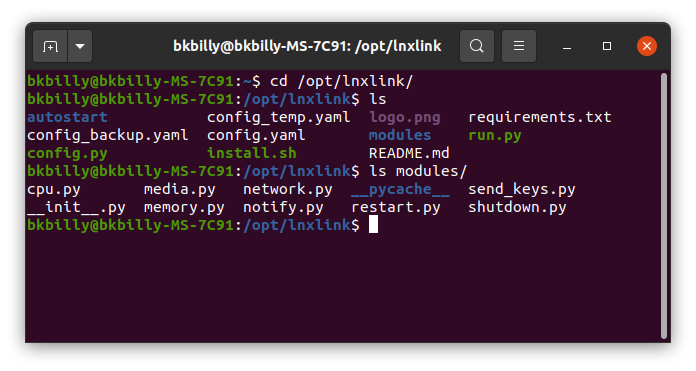 bkbilly@bkbilly-MS-7C91: /opt/lnxlink
bkbilly@bkbilly-MS-7C91:~$ cd /opt/lnxlink/
bkbilly@bkbilly-MS-7C91:/opt/lnxlink$ ls
autostart           config_temp.yaml  logo.png   requirements.txt
config_backup.yaml  config.yaml       modules    run.py
config.py           install.sh        README.md
bkbilly@bkbilly-MS-7C91:/opt/lnxlink$ ls modules/
cpu.py       media.py   network.py  __pycache__  send_keys.py
__init__.py  memory.py  notify.py   restart.py   shutdown.py
bkbilly@bkbilly-MS-7C91:/opt/lnxlink$